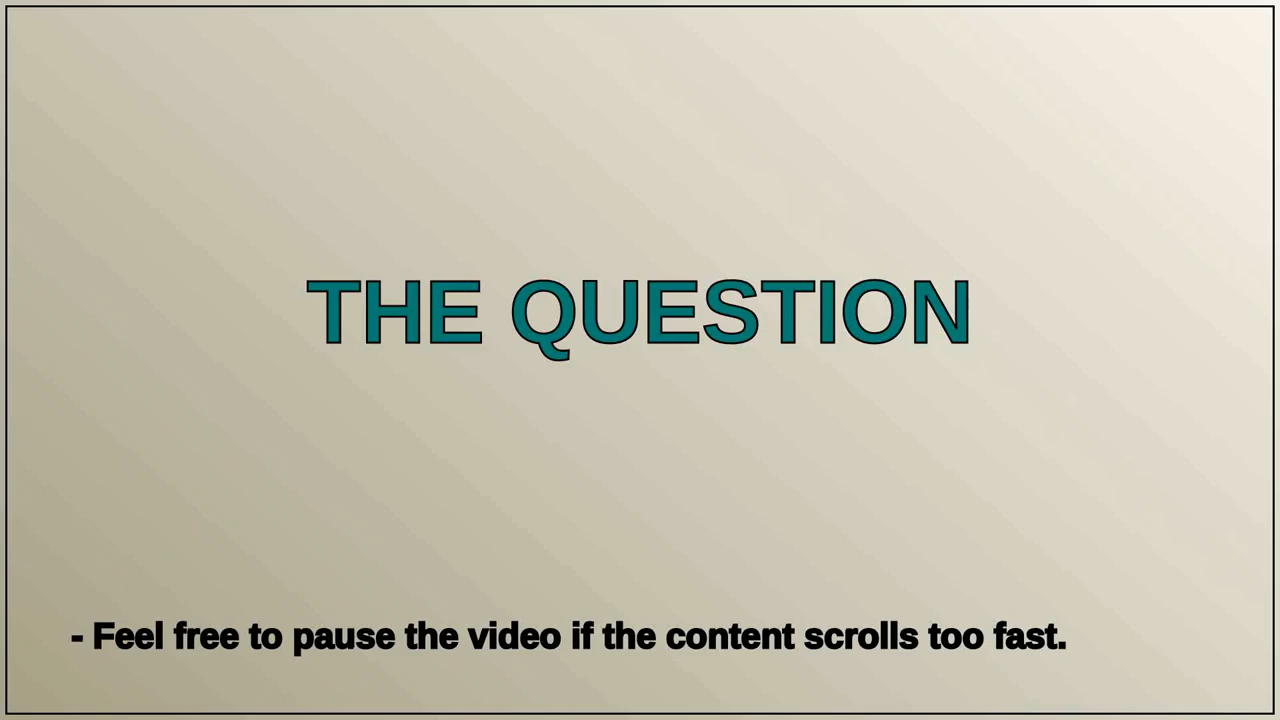 THE QUESTION
- Feel free to pause the video if the content scrolls too fast.